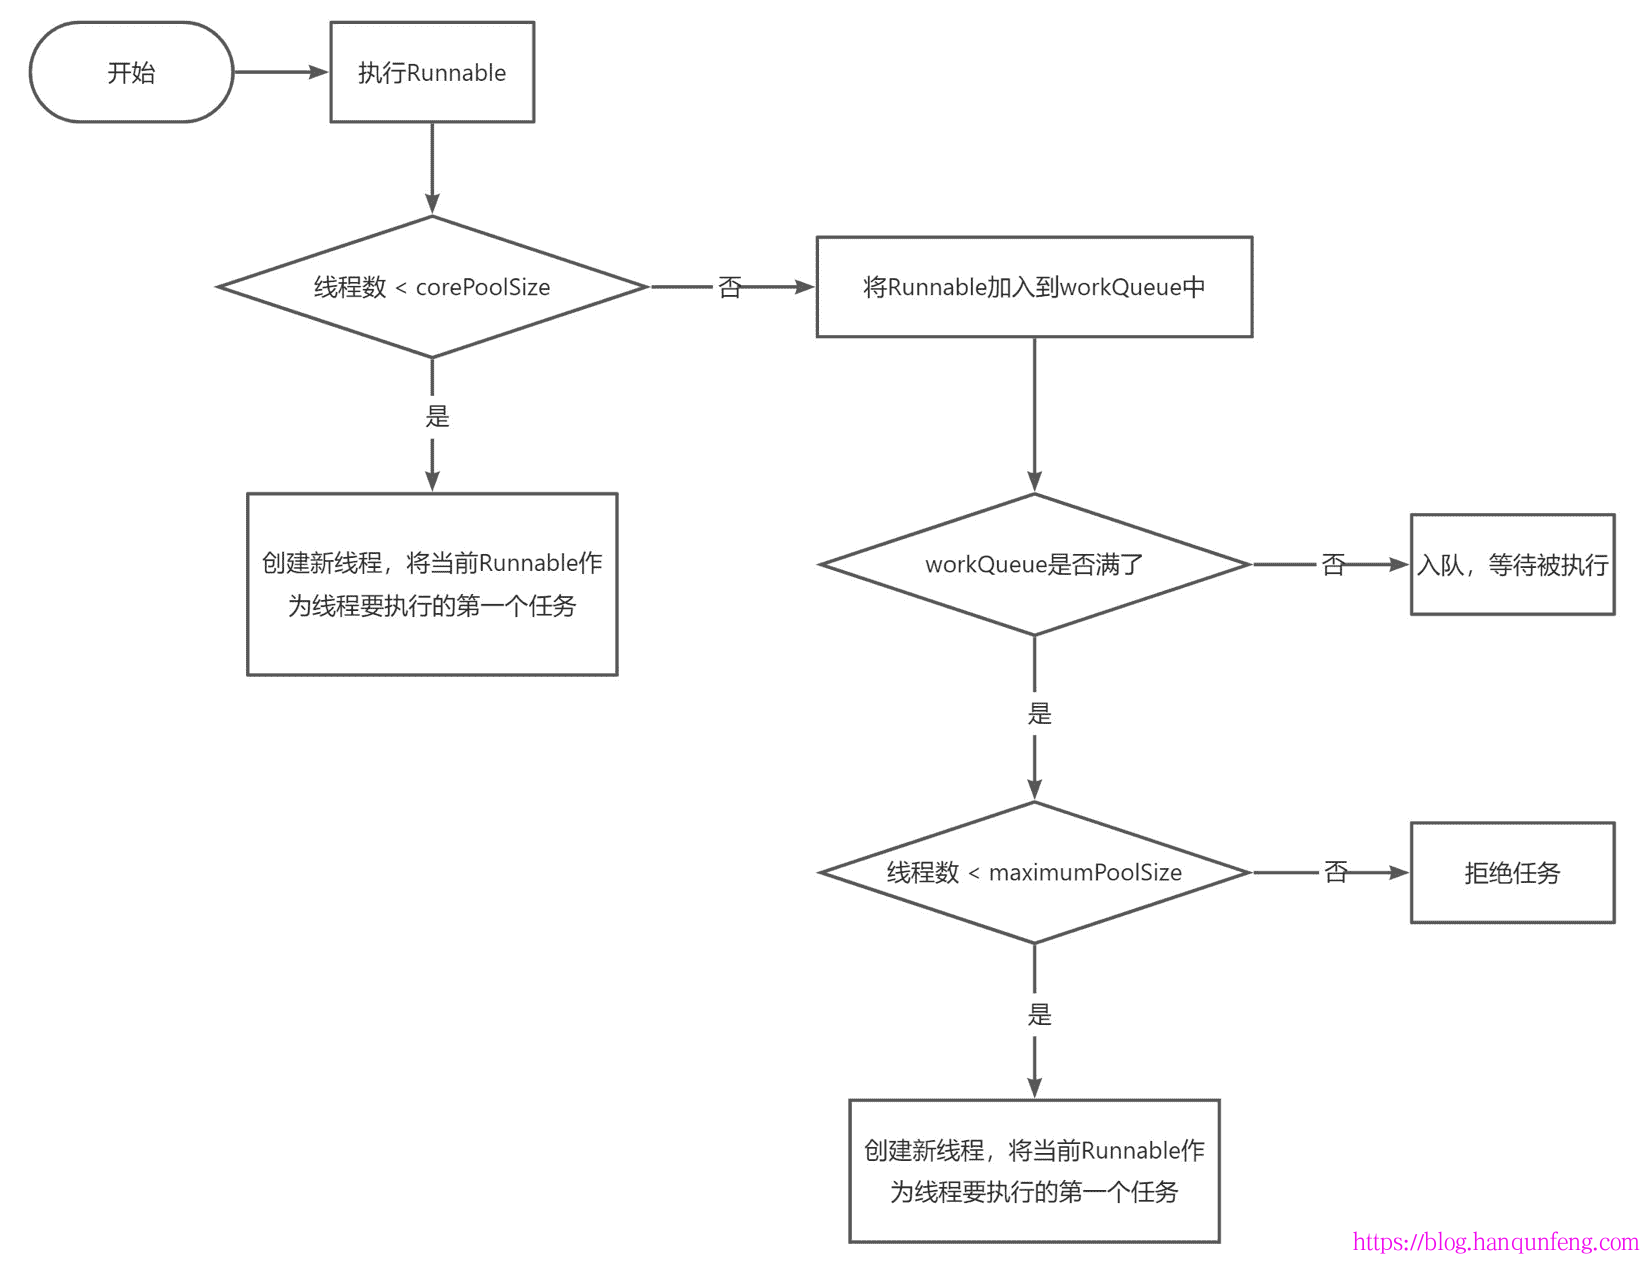 开始
执行Runnable
线程数 < corePoolSize
否
将Runnable加入到workQueue中
是
创建新线程，将当前Runnable作
为线程要执行的第一个任务
workQueue是否满了
否
入队，等待被执行
是
线程数 < maximumPoolSize
否
拒绝任务
是
创建新线程，将当前Runnable作
为线程要执行的第一个任务
https://blog.hanqunfeng.com